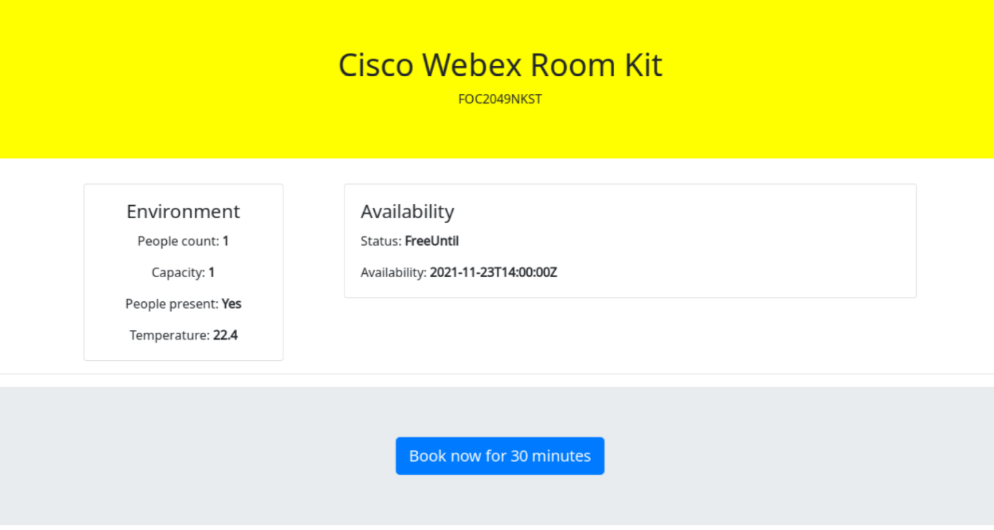 Cisco Webex Room Kit
FOC2049NKST
Environment
People count: 1
Capacity: 1
People present: Yes
Temperature: 22.4
Availability
Status: FreeUntil
Availability: 2021-11-23T14:00:00Z
Book now for 30 minutes